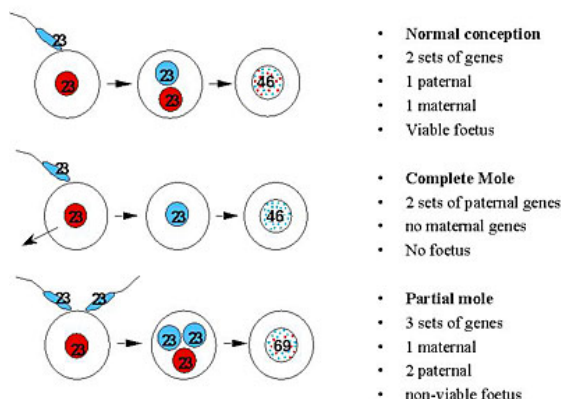 23
23
23
23
46
• Normal conception
• 2 sets of genes
• 1 paternal
• 1 maternal
• Viable foetus
23
23
23
46
• Complete Mole
• 2 sets of paternal genes
• no maternal genes
• No foetus
23
23
23
23
23
23
69
• Partial mole
• 3 sets of genes
• 1 maternal
• 2 paternal
• non-viable foetus